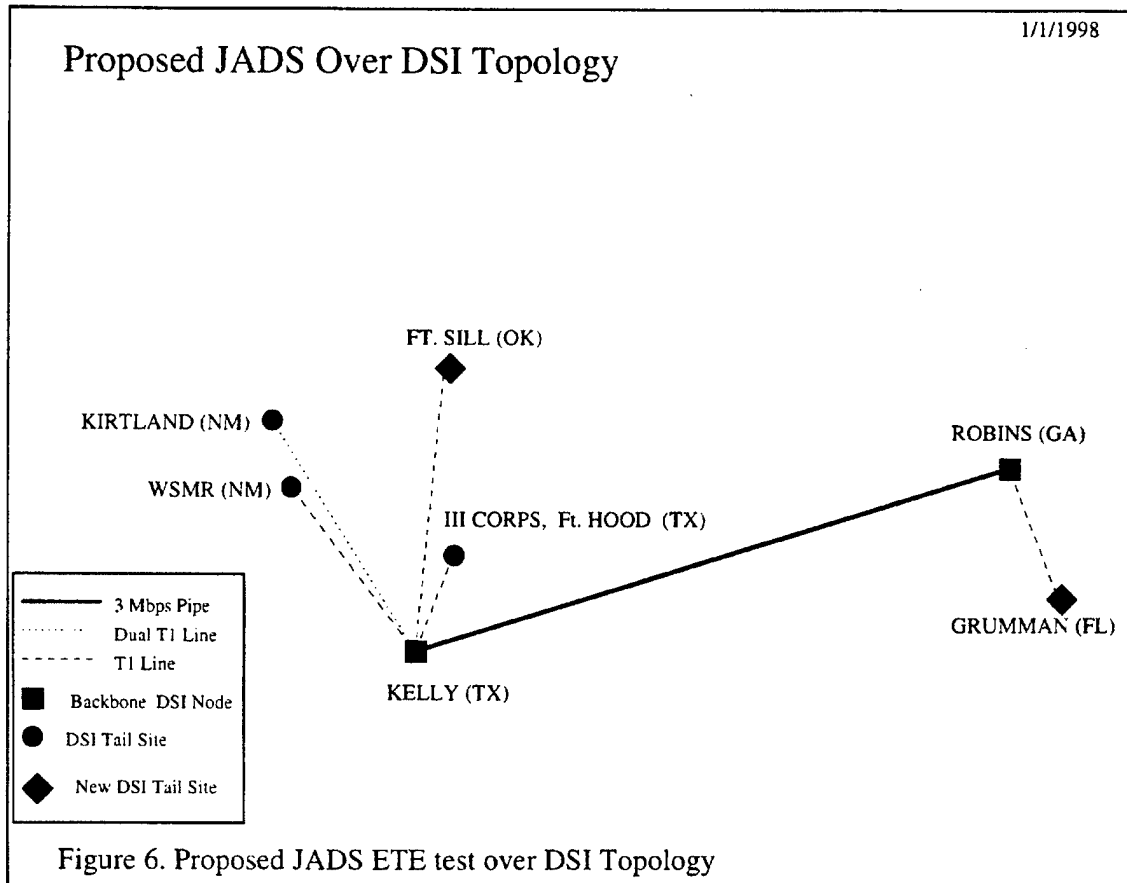 1/1/1998
Proposed JADS Over DSI Topology
FT. SILL (OK)
KIRTLAND (NM)
ROBINS (GA)
WSMR (NM)
III CORPS, Ft. HOOD (TX)
3 Mbps Pipe
Dual T1 Line
T1 Line
GRUMMAN (FL)
KELLY (TX)
Backbone DSI Node
DSI Tail Site
New DSI Tail Site
Figure 6. Proposed JADS ETE test over DSI Topology